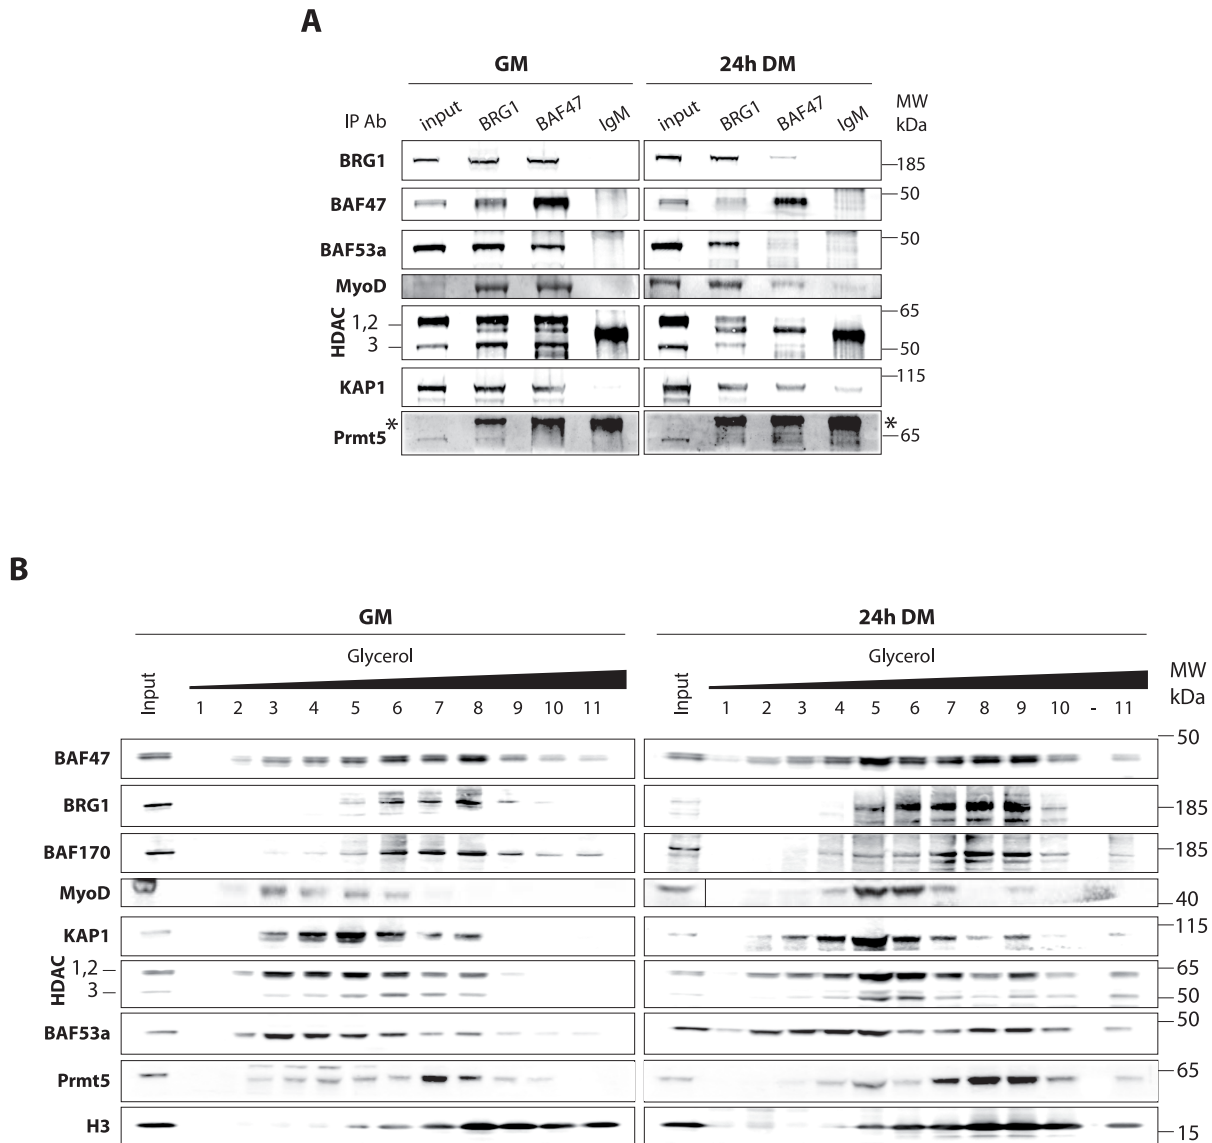 A
GM 24h DM
IP Ab input BRG1 BAF47 IgM input BRG1 BAF47 IgM MW kDa
BRG1 185
BAF47 50
BAF53a 50
MyoD
HDAC 1,2 65
3 50
KAP1 115
* *
Prmt5 65
B
GM 24h DM
Glycerol Glycerol
Input 1 2 3 4 5 6 7 8 9 10 11 Input 1 2 3 4 5 6 7 8 9 10 - 11 MW kDa
BAF47 50
BRG1 185
BAF170 185
MyoD 40
KAP1 115
HDAC 1,2 65
3 50
BAF53a 50
Prmt5 65
H3 15